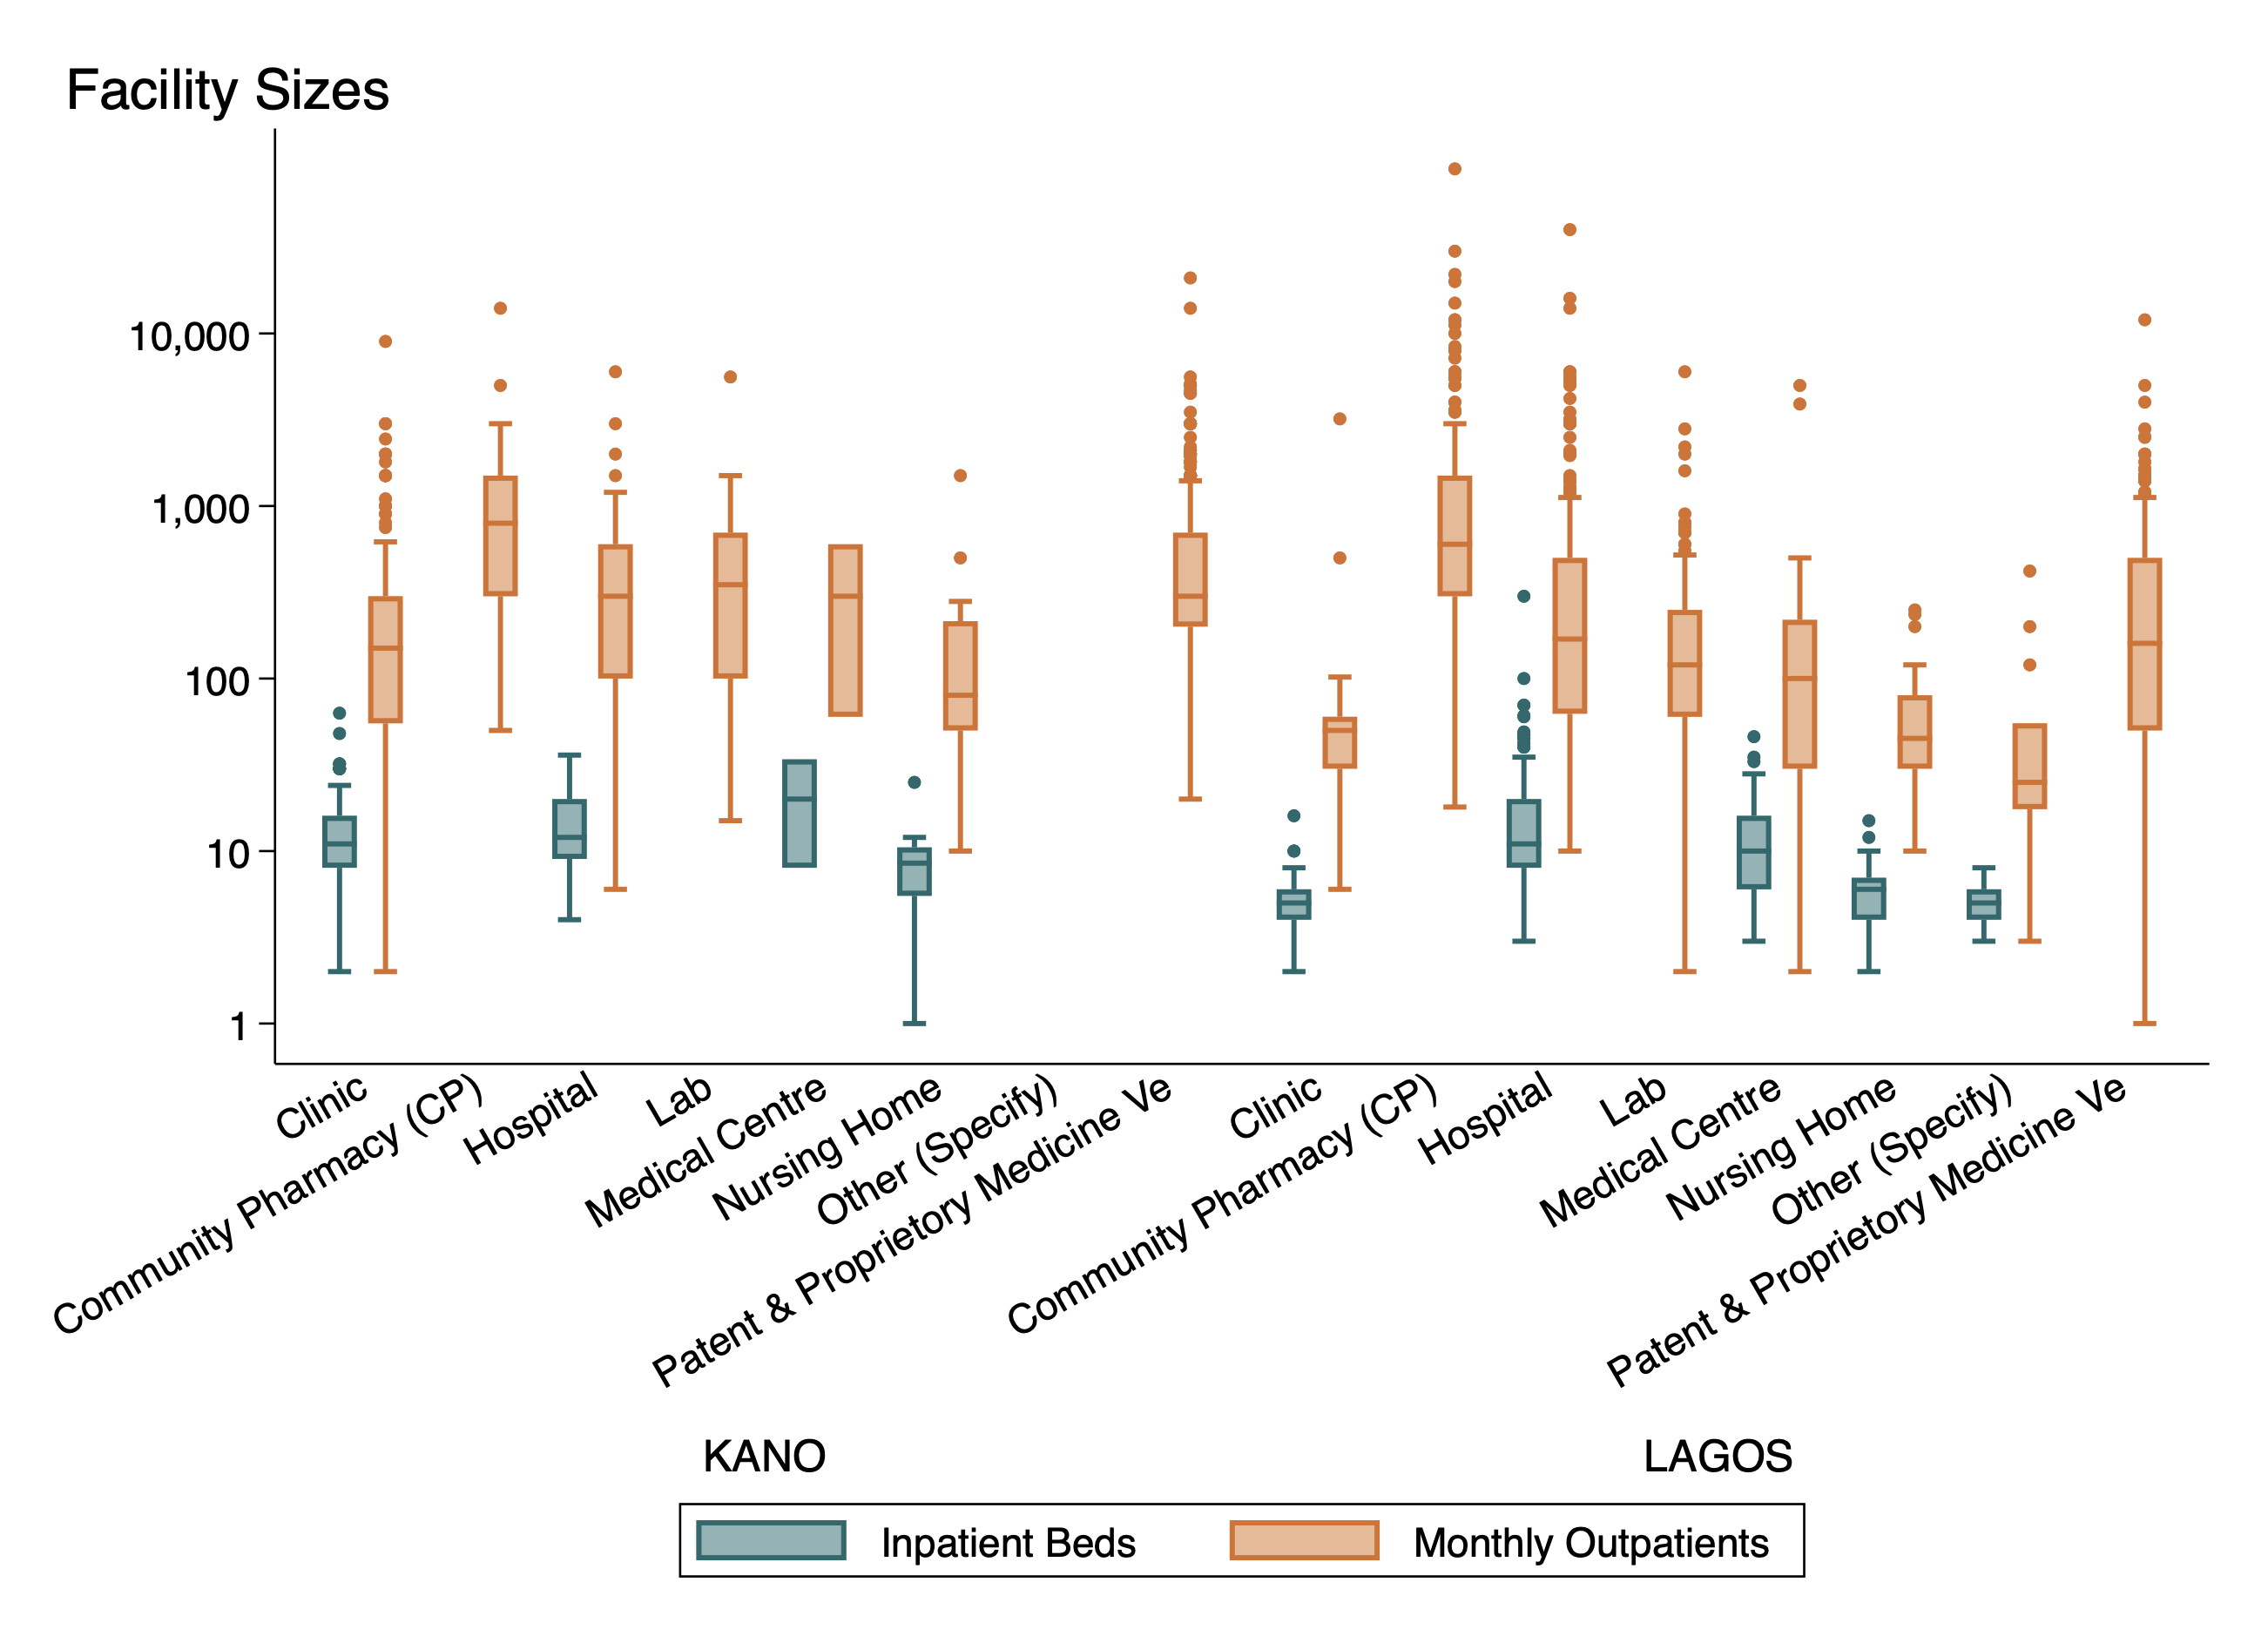 Facility Sizes
10,000
1,000
100
10
1
Clinic
Community Pharmacy (CP)
Hospital
Lab
Medical Centre
Nursing Home
Other (Specify)
Patent & Proprietory Medicine Ve
Clinic
Community Pharmacy (CP)
Hospital
Lab
Medical Centre
Nursing Home
Other (Specify)
Patent & Proprietory Medicine Ve
KANO
LAGOS
Inpatient Beds
Monthly Outpatients